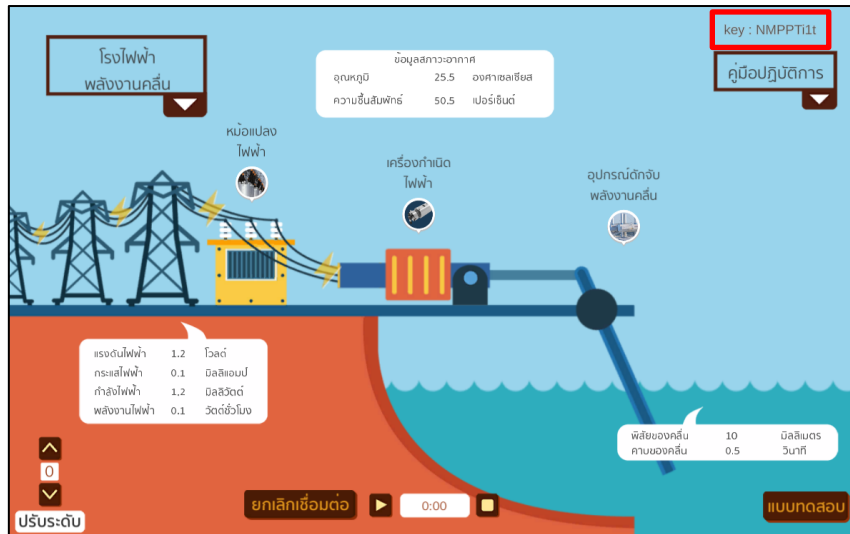 key : NMPPTi1t
โรงไฟฟ้า
พลังงานคลื่น
ข้อมูลสภาวะอากาศ
อุณหภูมิ 25.5 องศาเซลเซียส
ความชื้นสัมพัทธ์ 50.5 เปอร์เซ็นต์
คู่มือปฏิบัติการ
หม้อแปลง
ไฟฟ้า
เครื่องกำเนิด
ไฟฟ้า
อุปกรณ์ดักจับ
พลังงานคลื่น
แรงดันไฟฟ้า 1.2 โวลต์
กระแสไฟฟ้า 0.1 มิลลิแอมป์
กำลังไฟฟ้า 1,2 มิลลิวัตต์
พลังงานไฟฟ้า 0.1 วัตต์ชั่วโมง
พิสัยของคลื่น 10 มิลลิเมตร
คาบของคลื่น 0.5 วินาที
0
ปรับระดับ
ยกเลิกเชื่อมต่อ
0:00
แบบทดสอบ